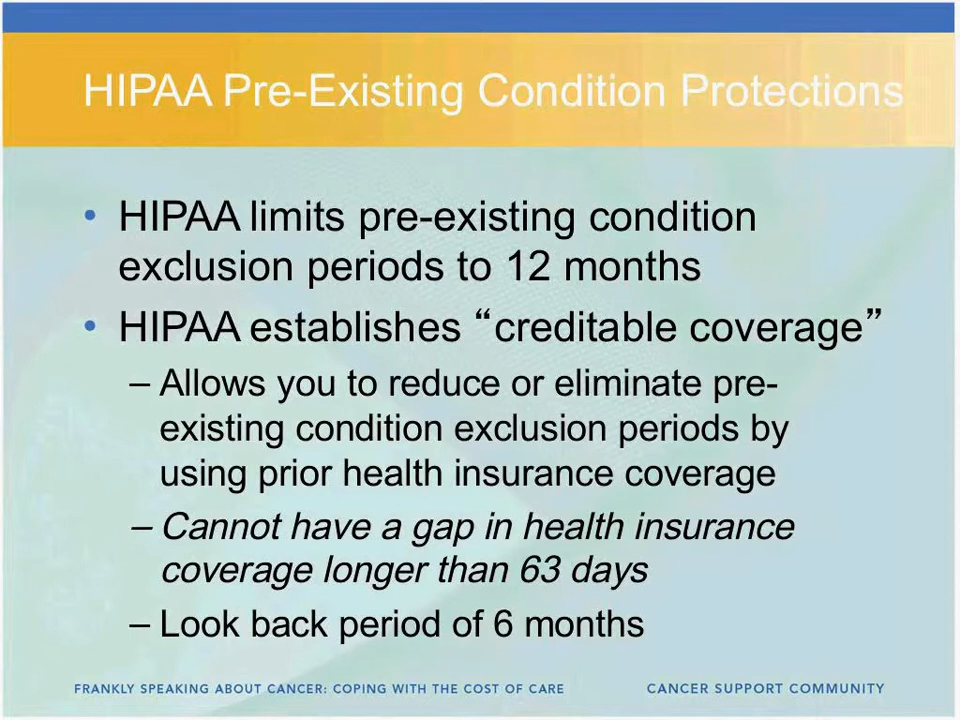 HIPAA Pre-Existing Condition Protections
• HIPAA limits pre-existing condition
exclusion periods to 12 months
• HIPAA establishes “creditable coverage”
– Allows you to reduce or eliminate pre-
existing condition exclusion periods by
using prior health insurance coverage
– Cannot have a gap in health insurance
coverage longer than 63 days
– Look back period of 6 months
FRANKLY SPEAKING ABOUT CANCER: COPING WITH THE COST OF CARE CANCER SUPPORT COMMUNITY